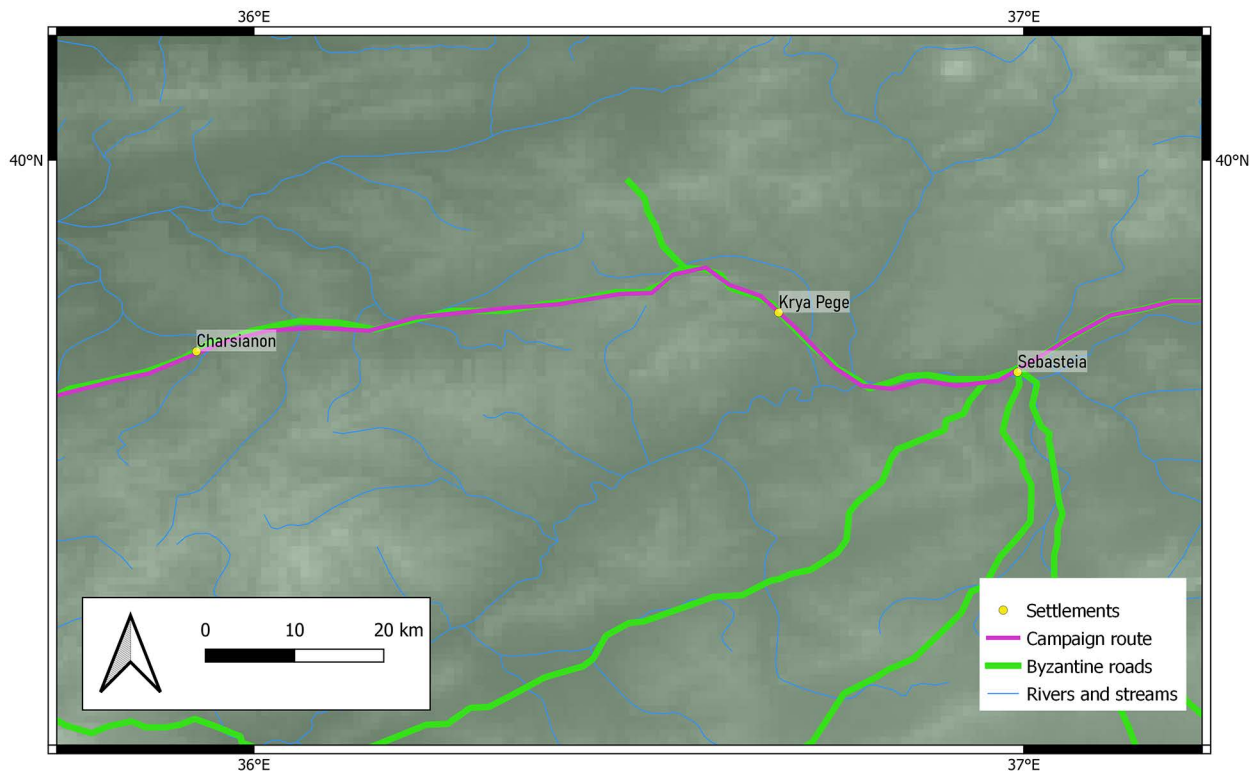 36°E 37°E
40°N 40°N
Krya Pege
Charsianon
Sebasteia
0 10 20 km
Settlements
Campaign route
Byzantine roads
Rivers and streams
36°E 37°E